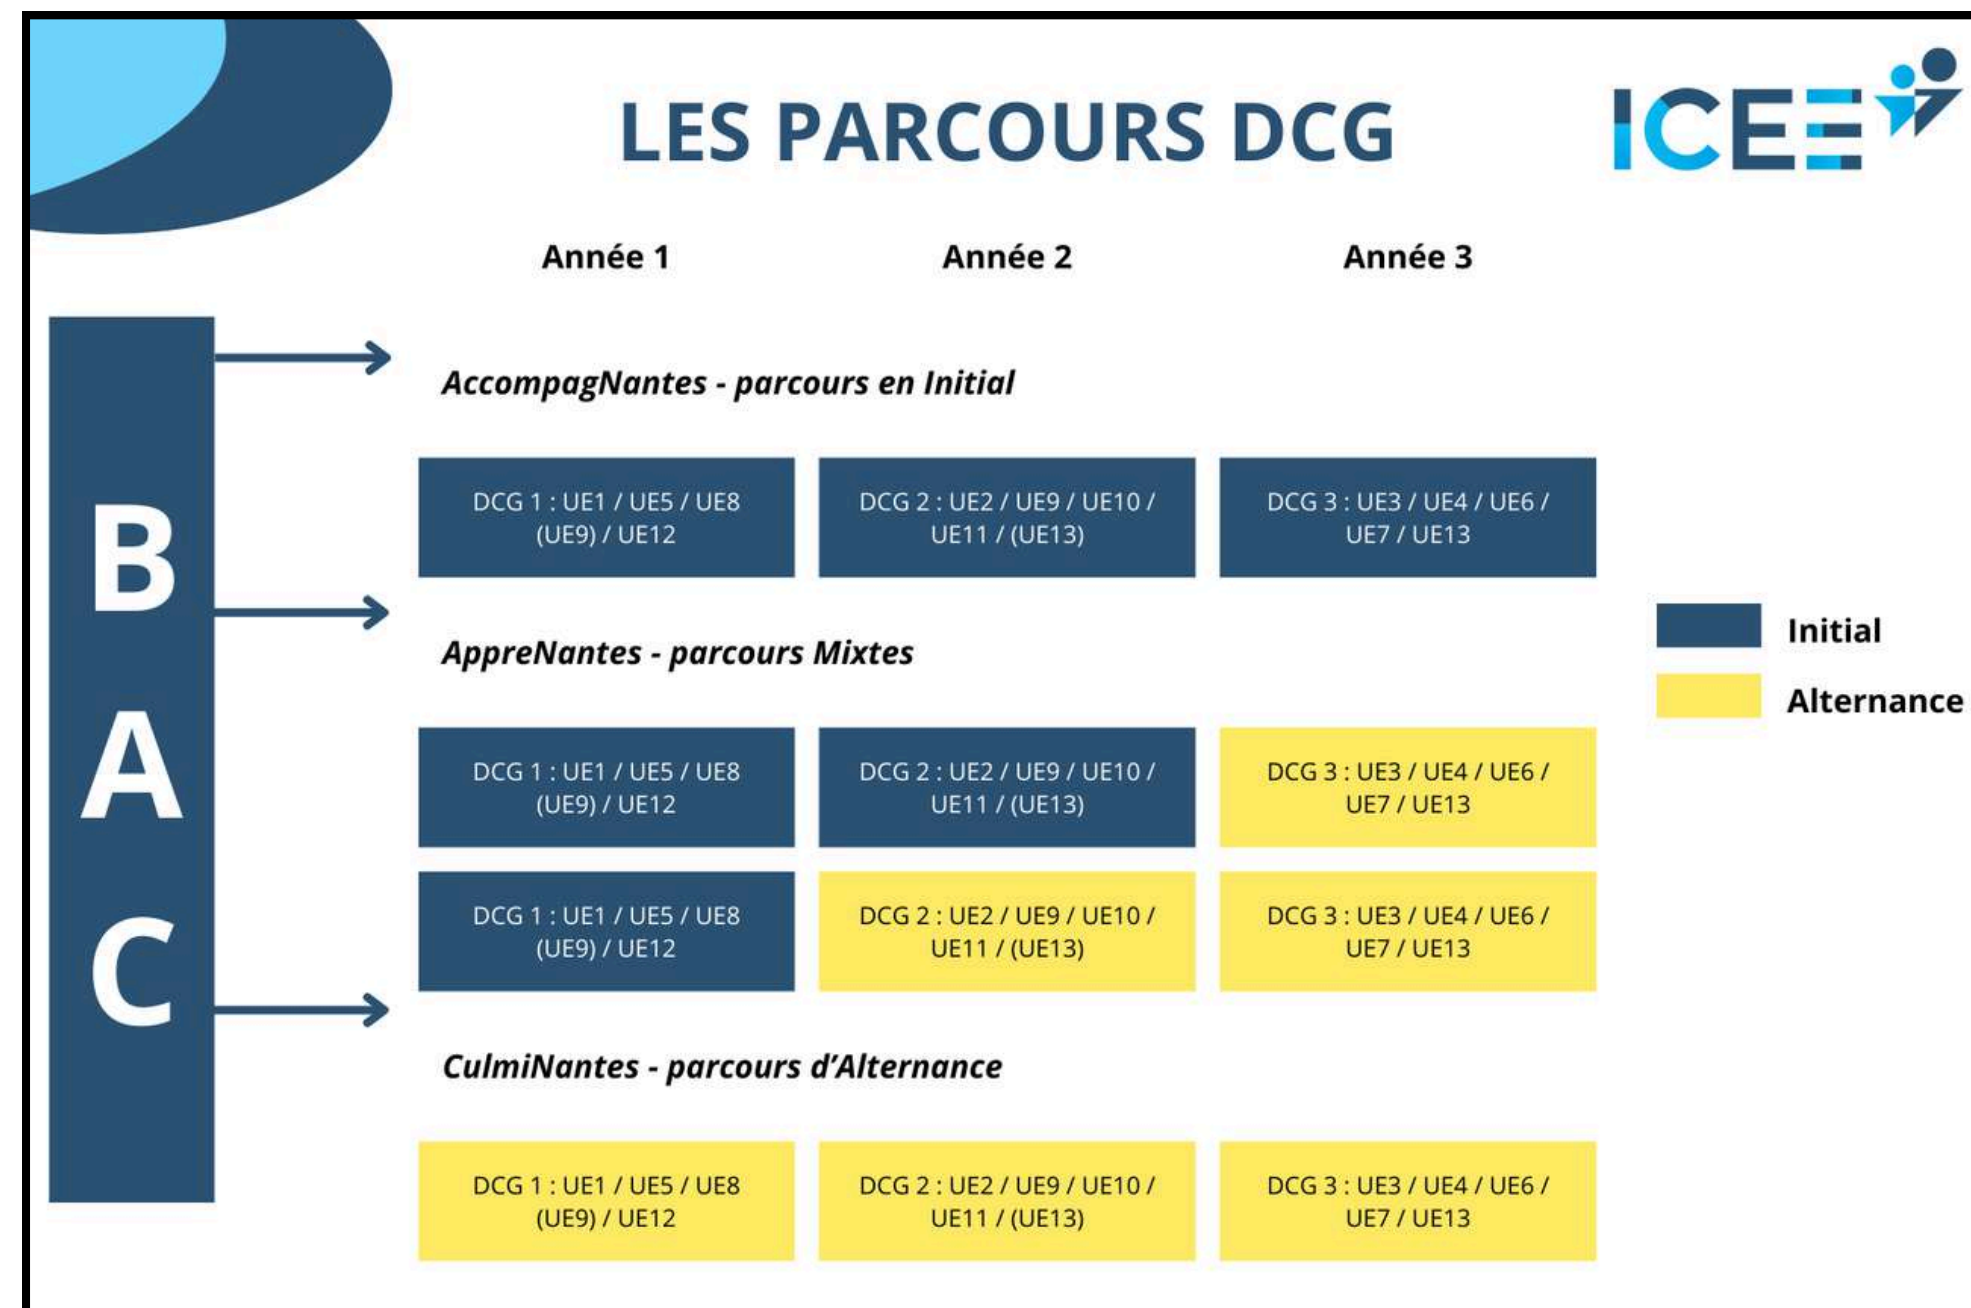 LES PARCOURS DCG
ICEE
Année 1
Année 2
Année 3
B
A
C
AccompagNantes - parcours en Initial
DCG 1 : UE1 / UE5 / UE8
(UE9) / UE12
DCG 2 : UE2 / UE9 / UE10 /
UE11 / (UE13)
DCG 3 : UE3 / UE4 / UE6 /
UE7 / UE13
AppreNantes - parcours Mixtes
DCG 1 : UE1 / UE5 / UE8
(UE9) / UE12
DCG 2 : UE2 / UE9 / UE10 /
UE11 / (UE13)
DCG 3 : UE3 / UE4 / UE6 /
UE7 / UE13
DCG 1 : UE1 / UE5 / UE8
(UE9) / UE12
DCG 2 : UE2 / UE9 / UE10 /
UE11 / (UE13)
DCG 3 : UE3 / UE4 / UE6 /
UE7 / UE13
CulmiNantes - parcours d’Alternance
DCG 1 : UE1 / UE5 / UE8
(UE9) / UE12
DCG 2 : UE2 / UE9 / UE10 /
UE11 / (UE13)
DCG 3 : UE3 / UE4 / UE6 /
UE7 / UE13
Initial
Alternance